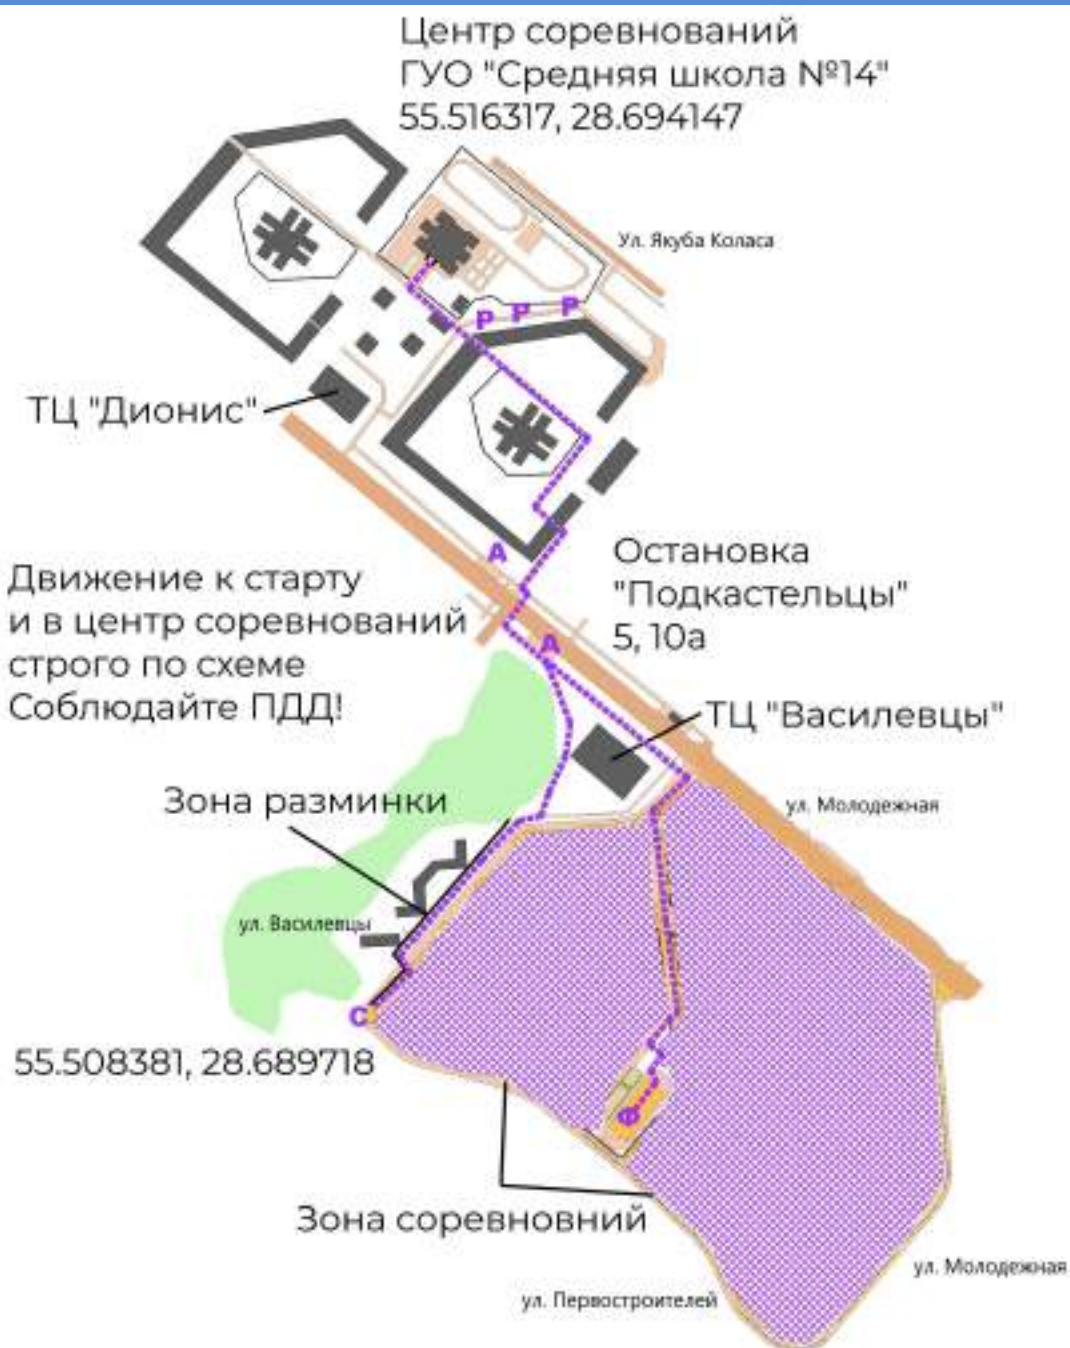 Центр соревнований
ГУО "Средняя школа №14"
55.516317, 28.694147
Ул. Якуба Коласа
Р Р Р
ТЦ "Дионис"
А
Остановка
"Подкастельцы"
5, 10а
Движение к старту
и в центр соревнований
строго по схеме
Соблюдайте ПДД!
А
ТЦ "Василевцы"
Зона разминки
ул. Молодежная
ул. Василевцы
С
55.508381, 28.689718
Ф
Зона соревновний
ул. Молодежная
ул. Первостроителей